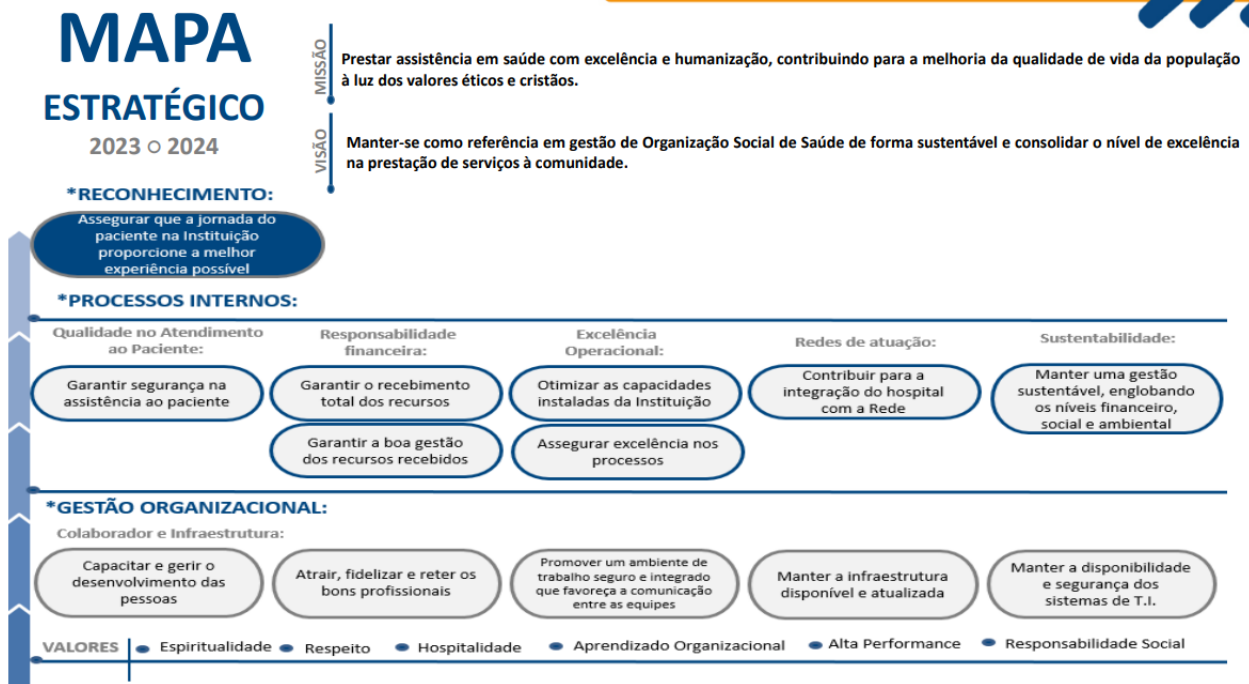 MAPA
ESTRATÉGICO
2023 ○ 2024
MISSÃO
Prestar assistência em saúde com excelência e humanização, contribuindo para a melhoria da qualidade de vida da população
à luz dos valores éticos e cristãos.
VISÃO
Manter-se como referência em gestão de Organização Social de Saúde de forma sustentável e consolidar o nível de excelência
na prestação de serviços à comunidade.
*RECONHECIMENTO:
Assegurar que a jornada do
paciente na Instituição
proporcione a melhor
experiência possível
*PROCESSOS INTERNOS:
Qualidade no Atendimento
ao Paciente:
Garantir segurança na
assistência ao paciente
Responsabilidade
financeira:
Garantir o recebimento
total dos recursos
Garantir a boa gestão
dos recursos recebidos
Excelência
Operacional:
Otimizar as capacidades
instaladas da Instituição
Assegurar excelência nos
processos
Redes de atuação:
Contribuir para a
integração do hospital
com a Rede
Sustentabilidade:
Manter uma gestão
sustentável, englobando
os níveis financeiro,
social e ambiental
*GESTÃO ORGANIZACIONAL:
Colaborador e Infraestrutura:
Capacitar e gerir o
desenvolvimento das
pessoas
Atrair, fidelizar e reter os
bons profissionais
Promover um ambiente de
trabalho seguro e integrado
que favoreça a comunicação
entre as equipes
Manter a infraestrutura
disponível e atualizada
Manter a disponibilidade
e segurança dos
sistemas de T.I.
VALORES
Espiritualidade
Respeito
Hospitalidade
Aprendizado Organizacional
Alta Performance
Responsabilidade Social